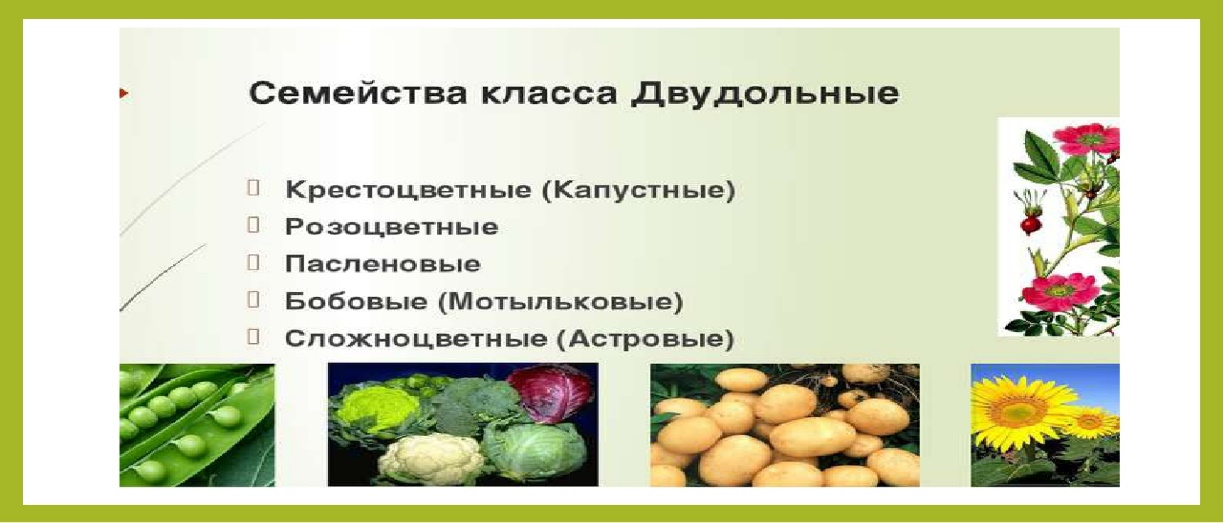 Семейства класса Двудольные
Крестоцветные (Капустные)
Розоцветные
Пасленовые
Бобовые (Мотыльковые)
Сложноцветные (Астровые)